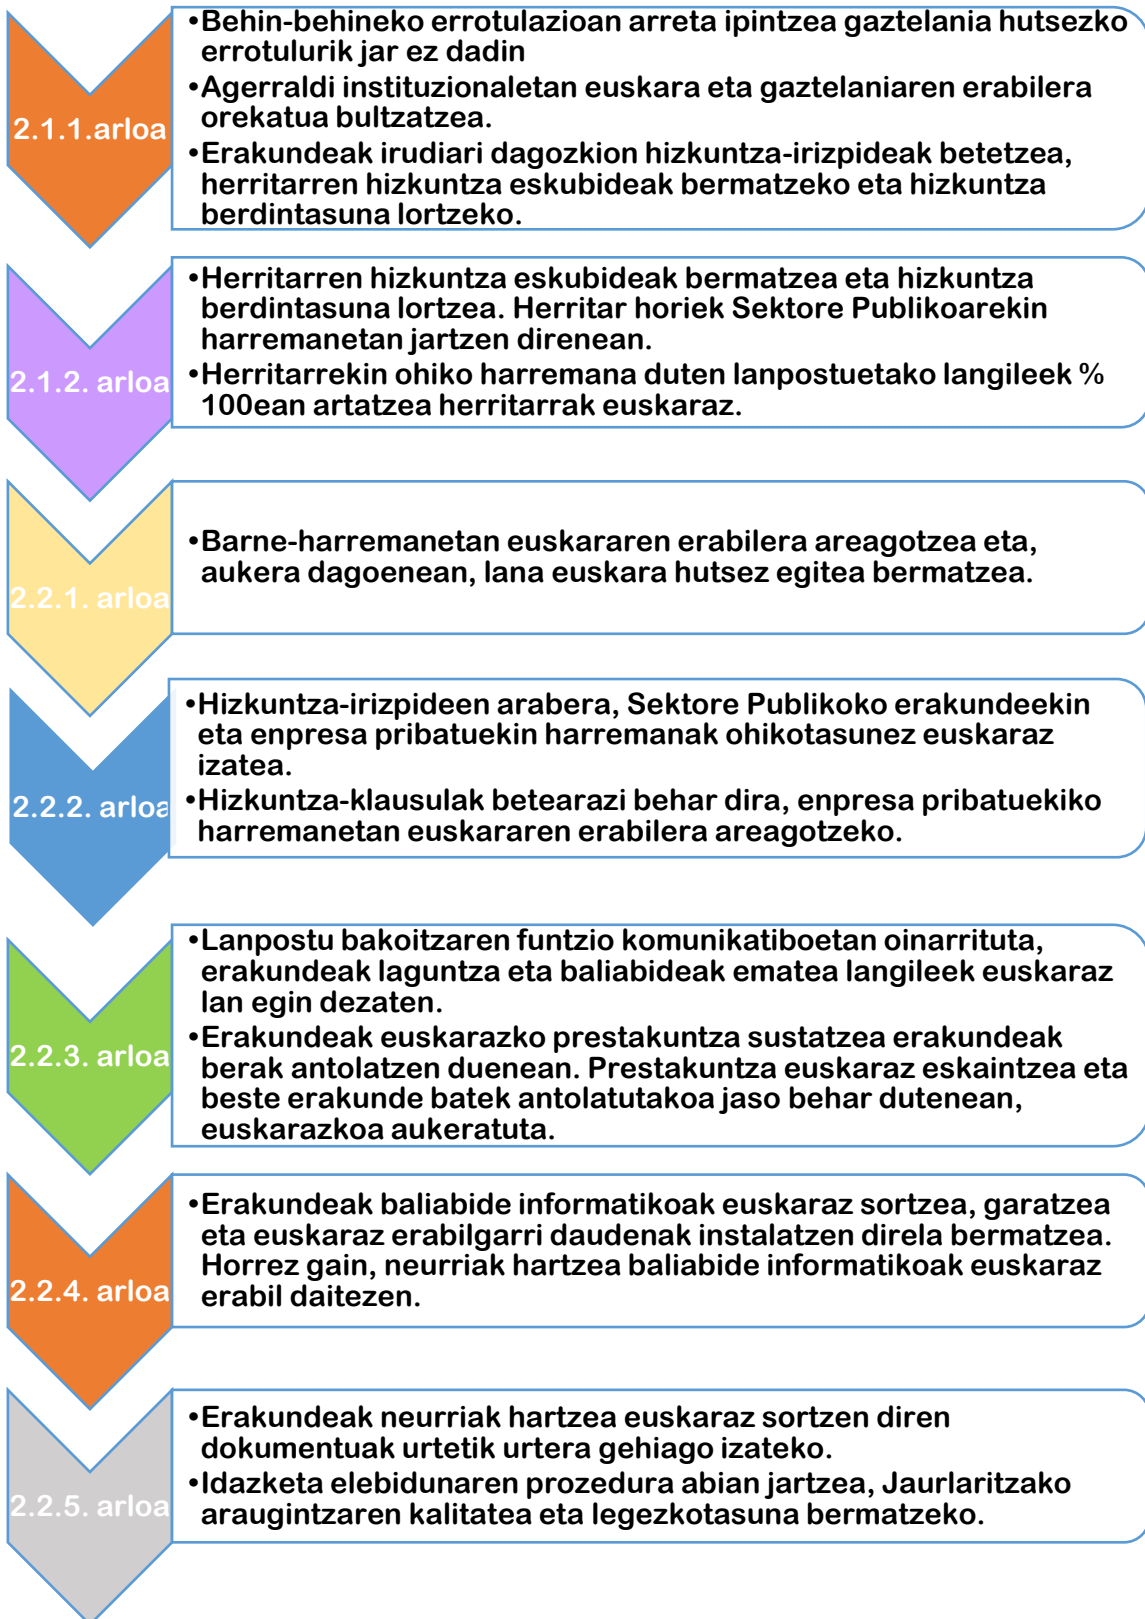 2.1.1.arloa
•Behin-behineko errotulazioan arreta ipintzea gaztelania hutsezko
errotulurik jar ez dadin
•Agerraldi instituzionaletan euskara eta gaztelaniaren erabilera
orekatua bultzatzea.
•Erakundeak irudiari dagozkion hizkuntza-irizpideak betetzea,
herritarren hizkuntza eskubideak bermatzeko eta hizkuntza
berdintasuna lortzeko.
2.1.2. arloa
•Herritarren hizkuntza eskubideak bermatzea eta hizkuntza
berdintasuna lortzea. Herritar horiek Sektore Publikoarekin
harremanetan jartzen direnean.
•Herritarrekin ohiko harremana duten lanpostuetako langileek %
100ean artatzea herritarrak euskaraz.
2.2.1. arloa
•Barne-harremanetan euskararen erabilera areagotzea eta,
aukera dagoenean, lana euskara hutsez egitea bermatzea.
2.2.2. arloa
•Hizkuntza-irizpideen arabera, Sektore Publikoko erakundeekin
eta enpresa pribatuekin harremanak ohikotasunez euskaraz
izatea.
•Hizkuntza-klausulak betearazi behar dira, enpresa pribatuekiko
harremanetan euskararen erabilera areagotzeko.
2.2.3. arloa
•Lanpostu bakoitzaren funtzio komunikatiboetan oinarrituta,
erakundeak laguntza eta baliabideak ematea langileek euskaraz
lan egin dezaten.
•Erakundeak euskarazko prestakuntza sustatzea erakundeak
berak antolatzen duenean. Prestakuntza euskaraz eskaintzea eta
beste erakunde batek antolatutakoa jaso behar dutenean,
euskarazkoa aukeratuta.
2.2.4. arloa
•Erakundeak baliabide informatikoak euskaraz sortzea, garatzea
eta euskaraz erabilgarri daudenak instalatzen direla bermatzea.
Horrez gain, neurriak hartzea baliabide informatikoak euskaraz
erabil daitezen.
2.2.5. arloa
•Erakundeak neurriak hartzea euskaraz sortzen diren
dokumentuak urtetik urtera gehiago izateko.
•Idazketa elebidunaren prozedura abian jartzea, Jaurlaritzako
araugintzaren kalitatea eta legezkotasuna bermatzeko.